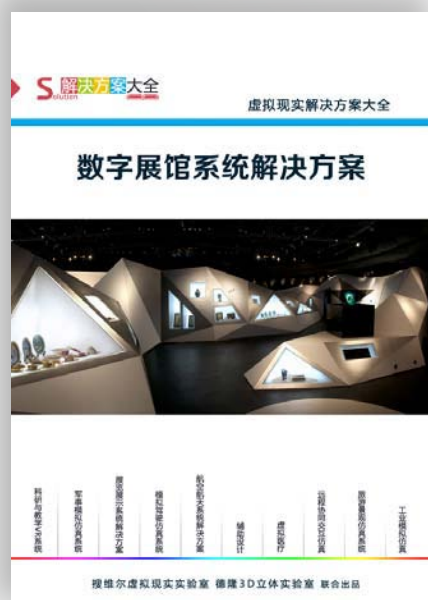 S 解决方案大全
olution
虚拟现实解决方案大全
数字展馆系统解决方案
科研与教学VR系统
军事模拟仿真系统
展览展示系统解决方案
模拟驾驶仿真系统
航空航天系统解决方案
辅助设计
虚拟医疗
远程协同交互仿真
旅游景观仿真系统
工业模拟仿真
搜维尔虚拟现实实验室 德隆3D立体实验室 联合出品